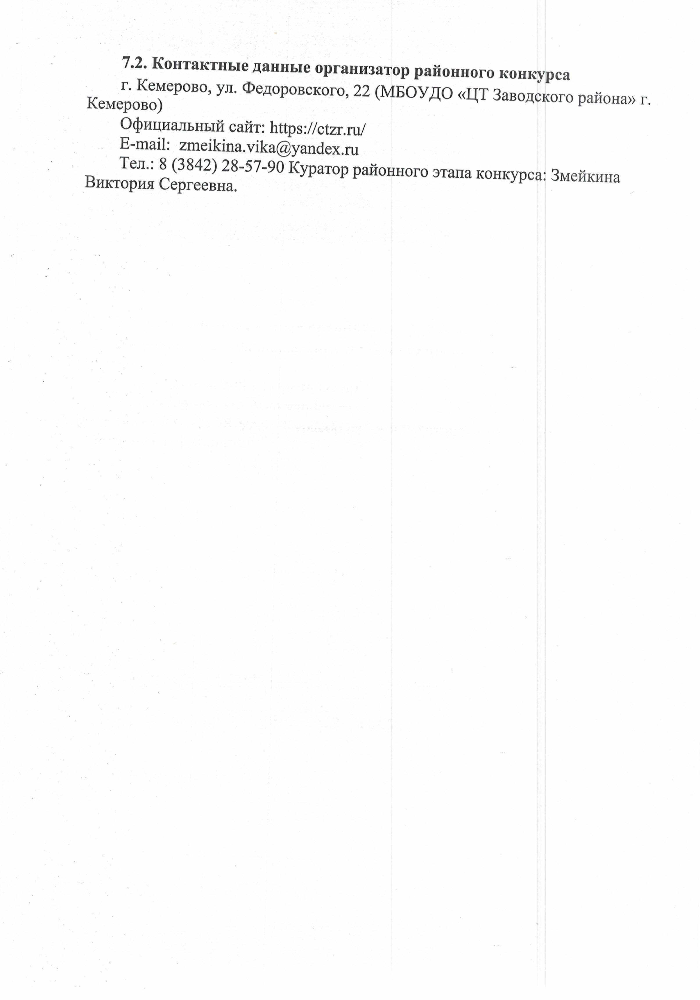 7.2. Контактные данные организатор районного конкурса
г. Кемерово, ул. Федоровского, 22 (МБОУДО «ЦТ Заводского района» г.
Кемерово)
Официальный сайт: https://ctzr.ru/
E-mail:  zmeikina.vika@yandex.ru
Тел.: 8 (3842) 28-57-90 Куратор районного этапа конкурса: Змейкина
Виктория Сергеевна.